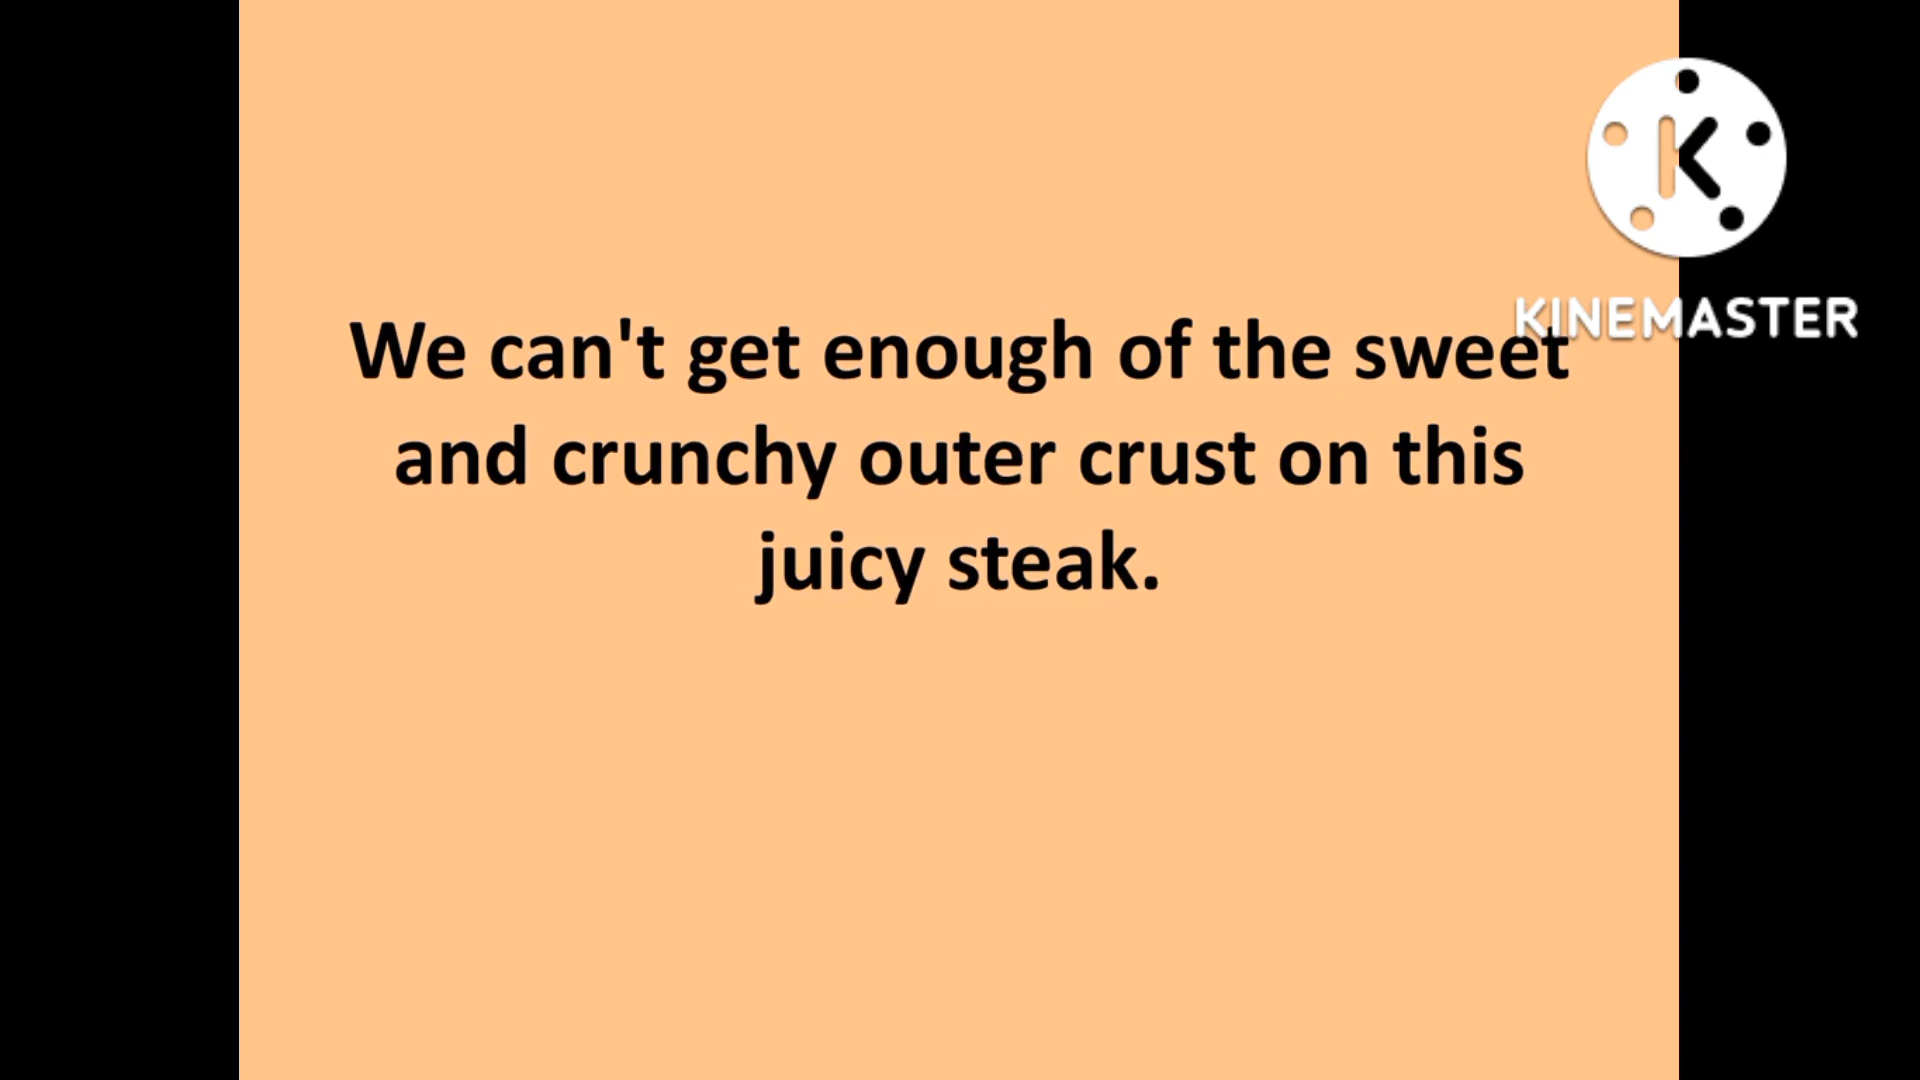 KINEMASTER
We can't get enough of the sweet
and crunchy outer crust on this
juicy steak.